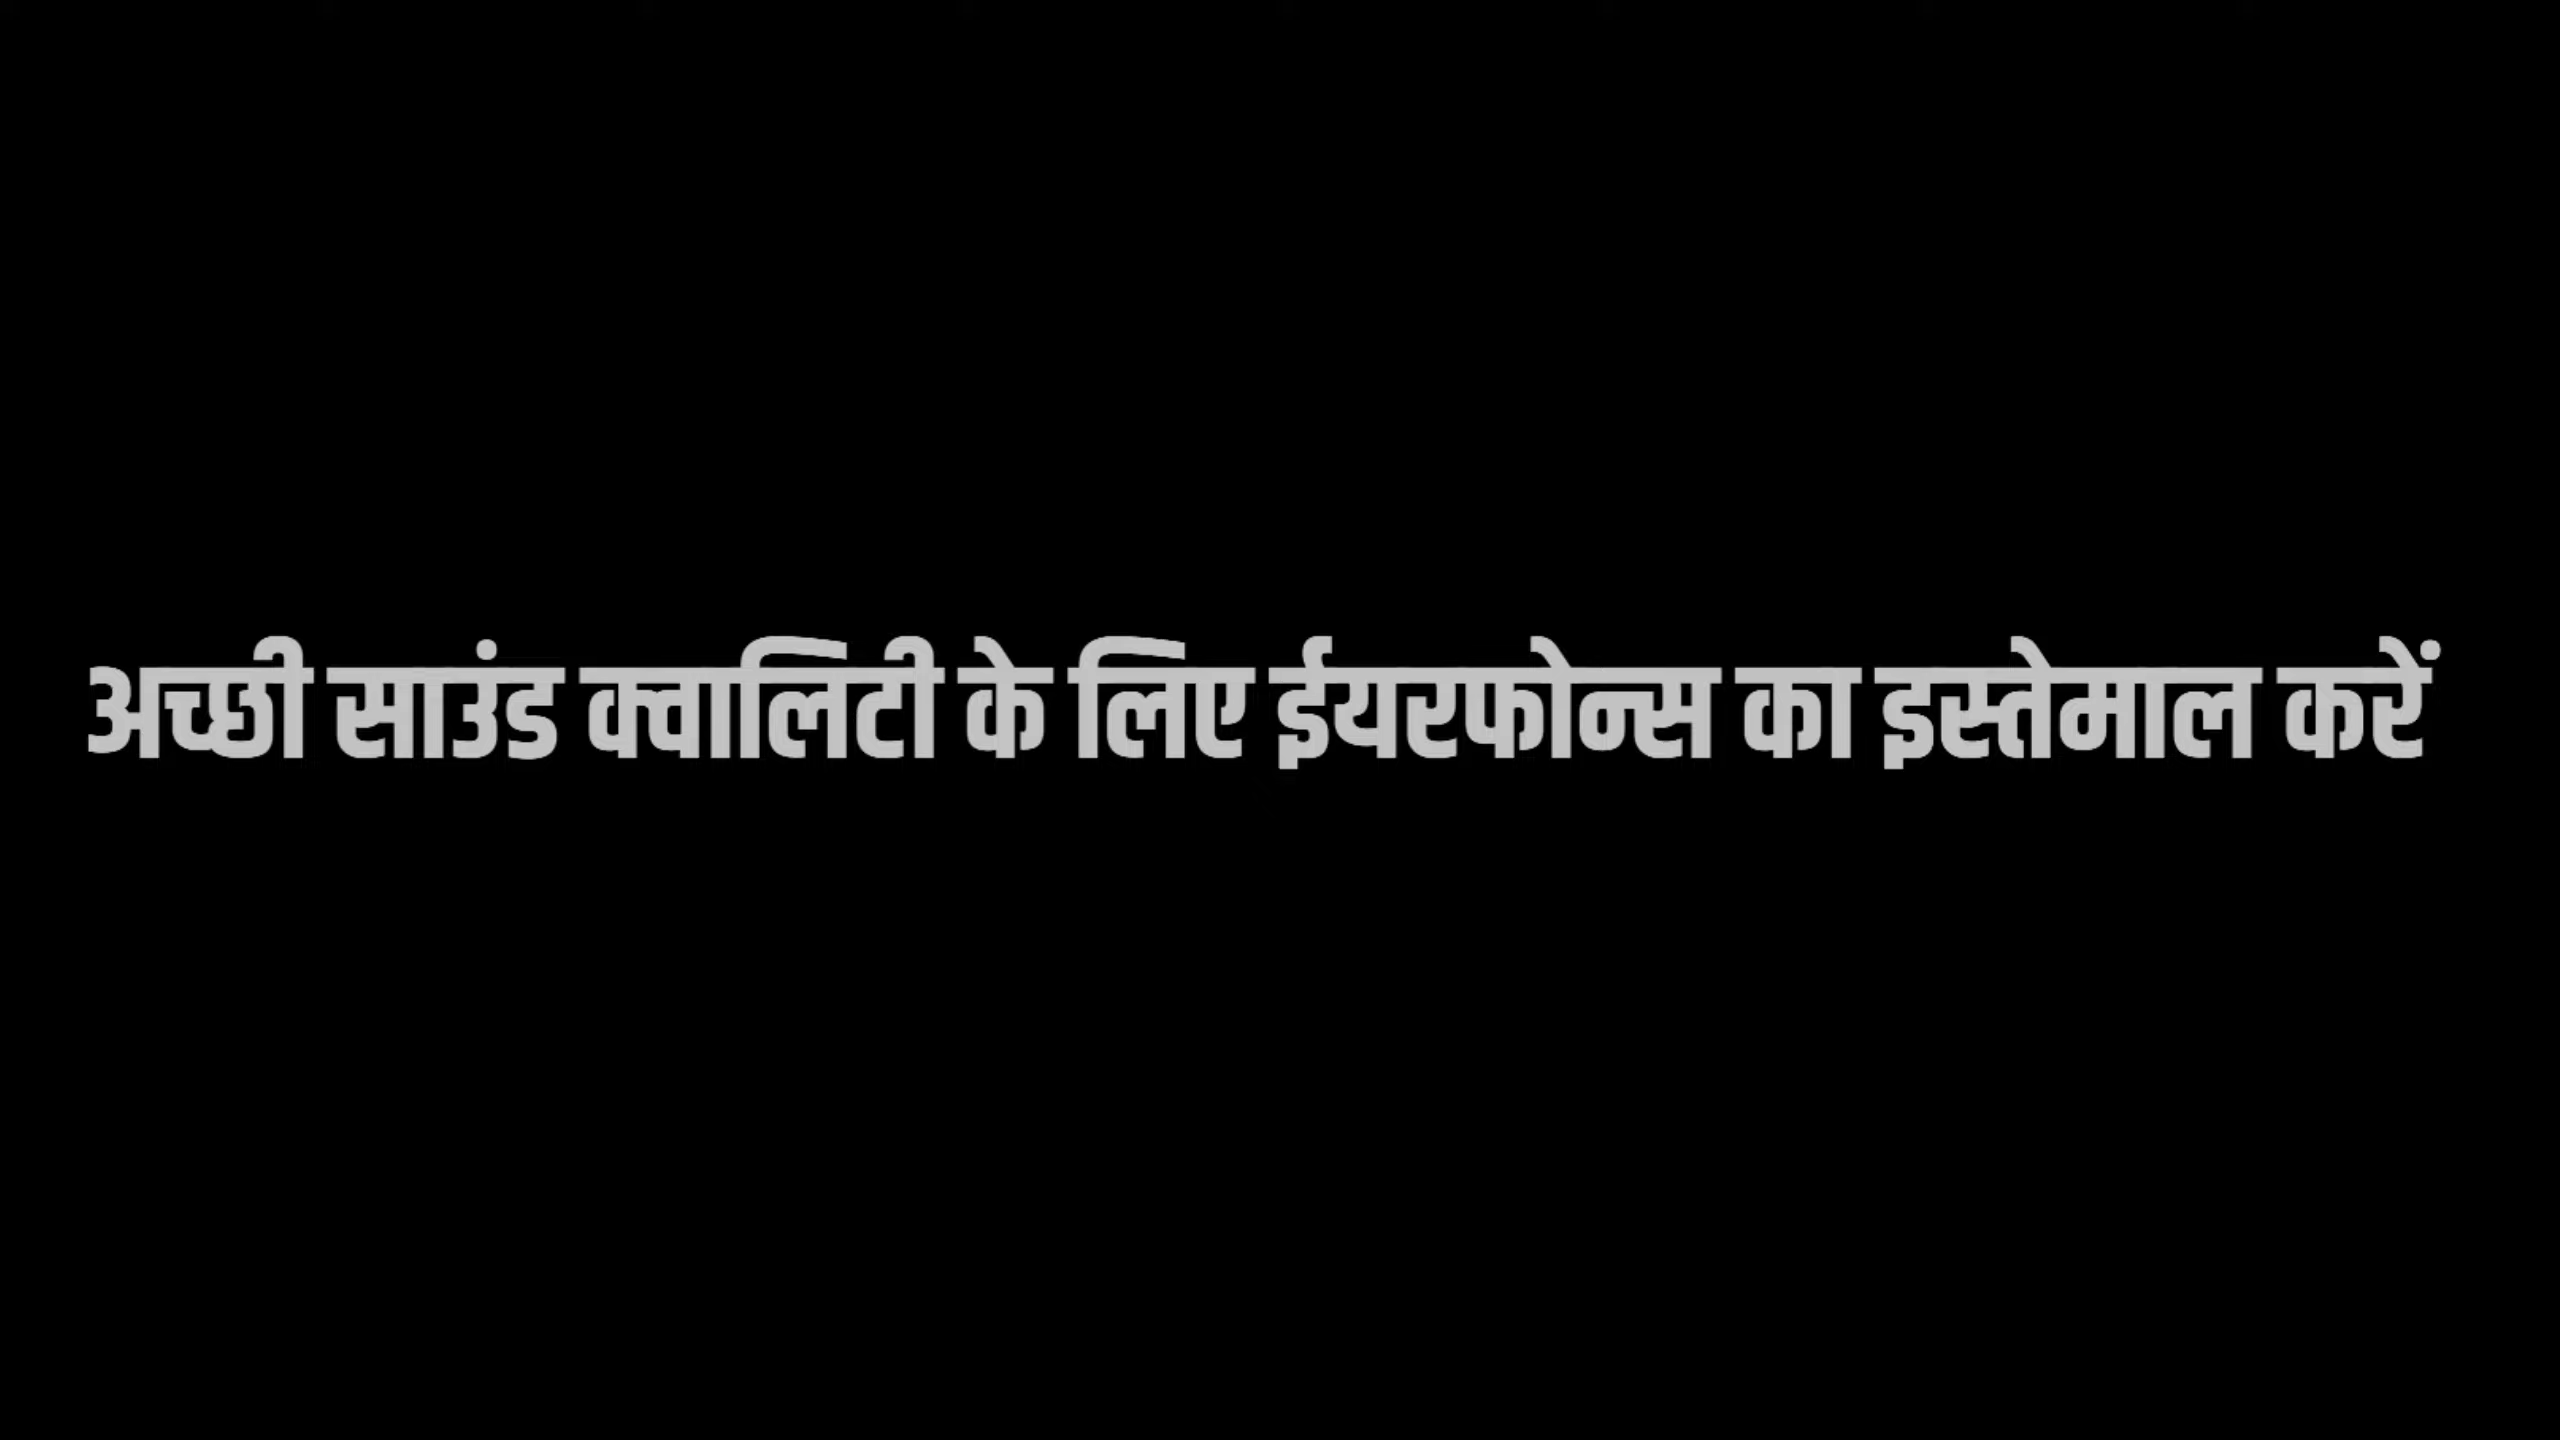 अच्छी साउंड क्वालिटी के लिए ईयरफोन्स का इस्तेमाल करें